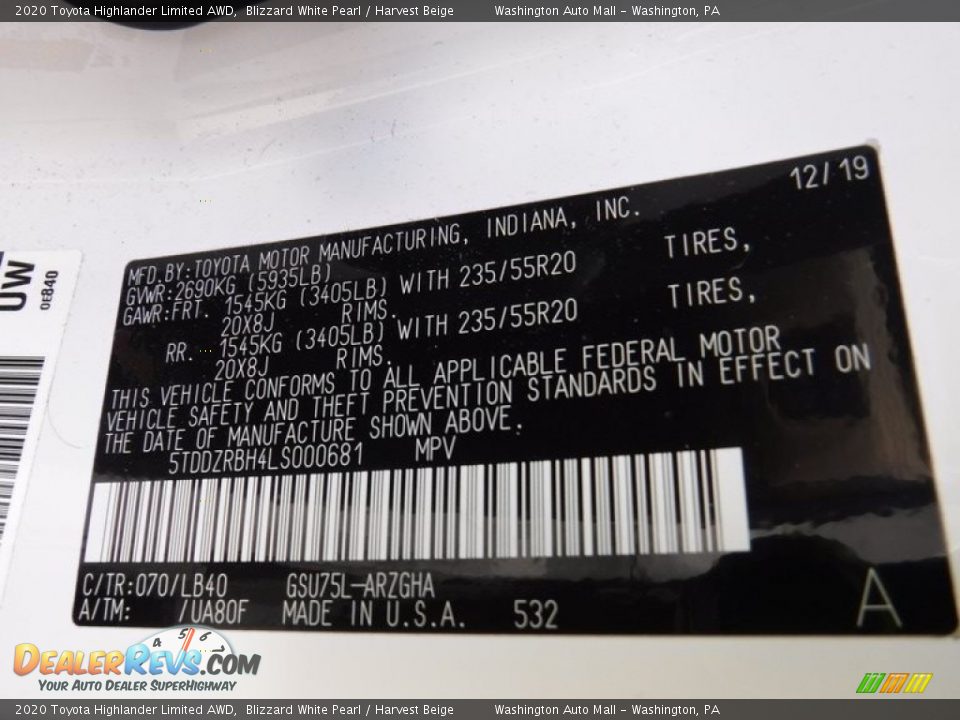 2020 Toyota Highlander Limited AWD, Blizzard White Pearl / Harvest Beige Washington Auto Mall - Washington, PA
12/19
MFD.BY:TOYOTA MOTOR MANUFACTURING, INDIANA, INC.
GVWR:2690KG (5935LB)
GAWR:FRT. 1545KG (3405LB) WITH 235/55R20 TIRES,
20X8J RIMS.
RR. 1545KG (3405LB) WITH 235/55R20 TIRES,
20X8J RIMS.
THIS VEHICLE CONFORMS TO ALL APPLICABLE FEDERAL MOTOR
VEHICLE SAFETY AND THEFT PREVENTION STANDARDS IN EFFECT ON
THE DATE OF MANUFACTURE SHOWN ABOVE.
5TDDZRBH4LS000681 MPV
C/TR:070/LB40 GSU75L-ARZGHA
A/TM: /UA80F MADE IN U.S.A. 532
A
UW
0E840
4 5 6
DealerRevs.com
Your Auto Dealer SuperHighway
2020 Toyota Highlander Limited AWD, Blizzard White Pearl / Harvest Beige Washington Auto Mall - Washington, PA